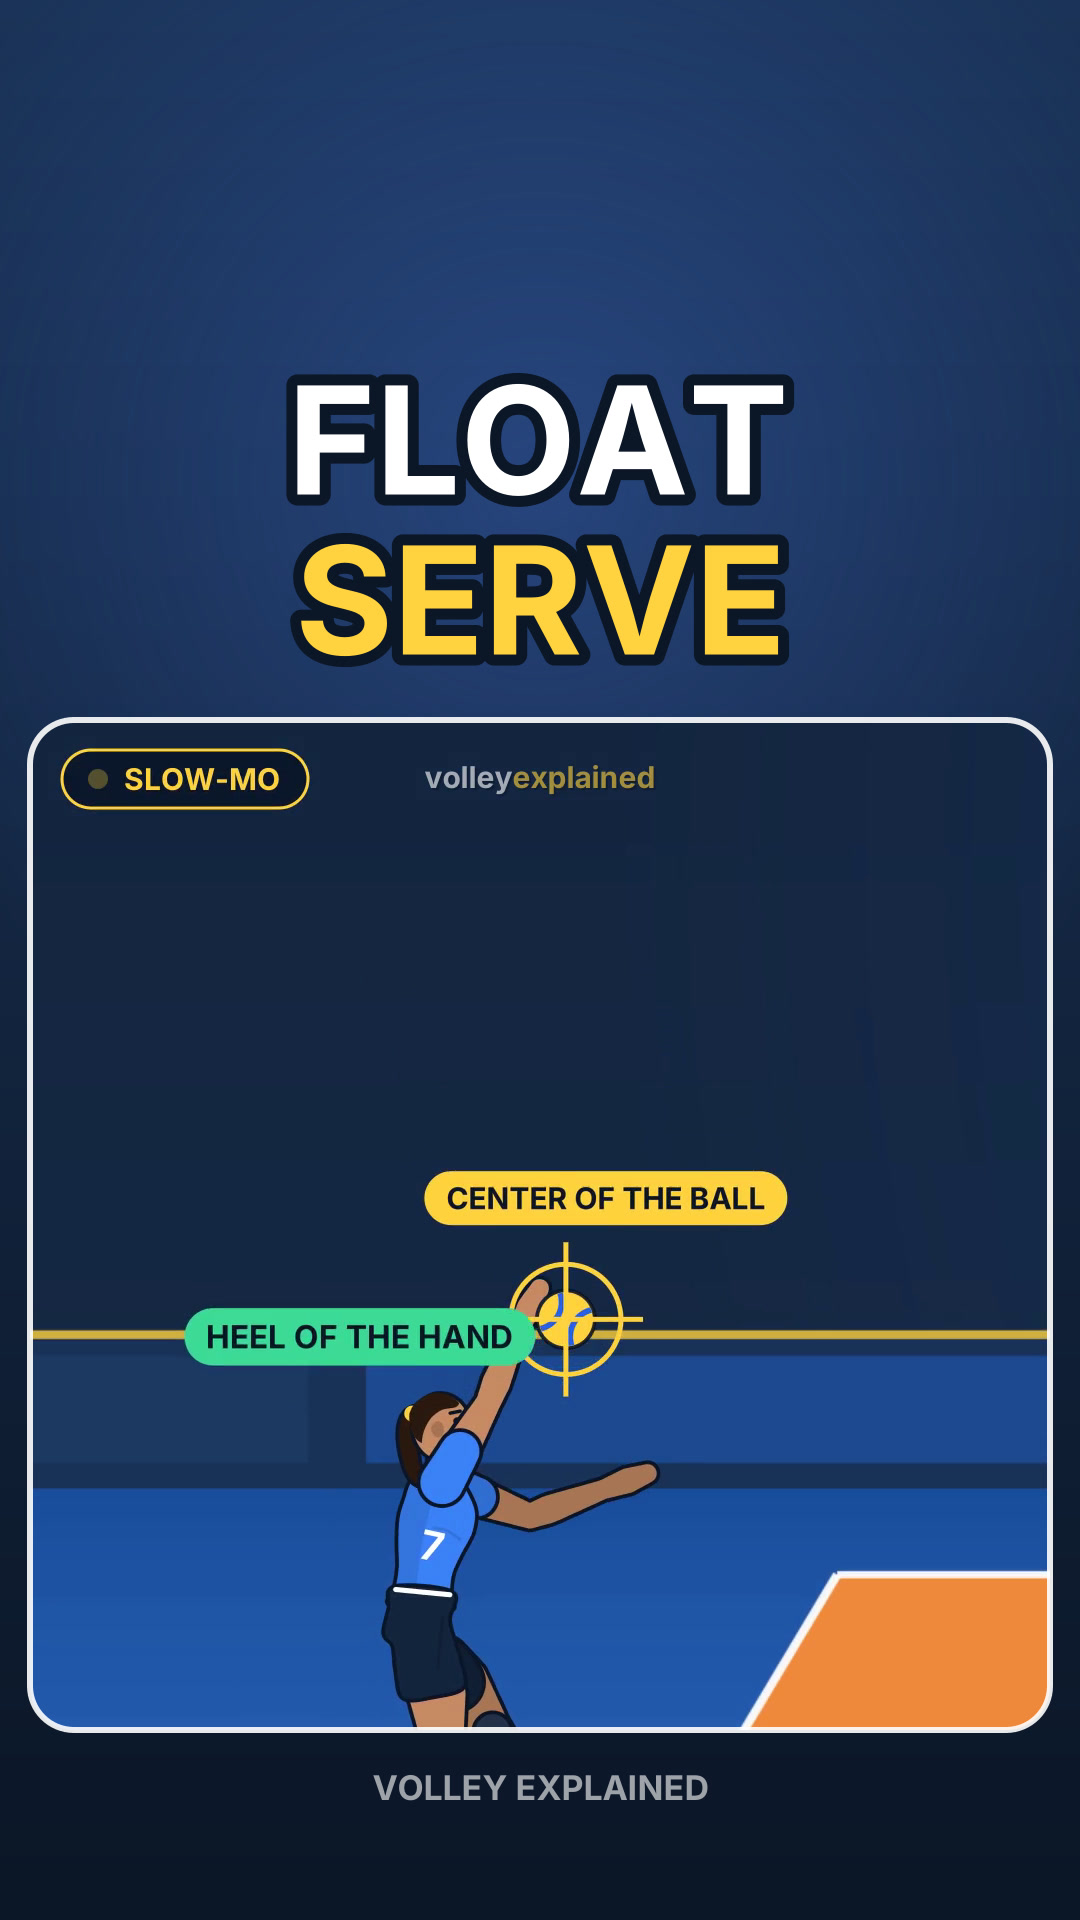 FLOAT
SERVE
SLOW-MO
volleyexplained
CENTER OF THE BALL
HEEL OF THE HAND
7
VOLLEY EXPLAINED